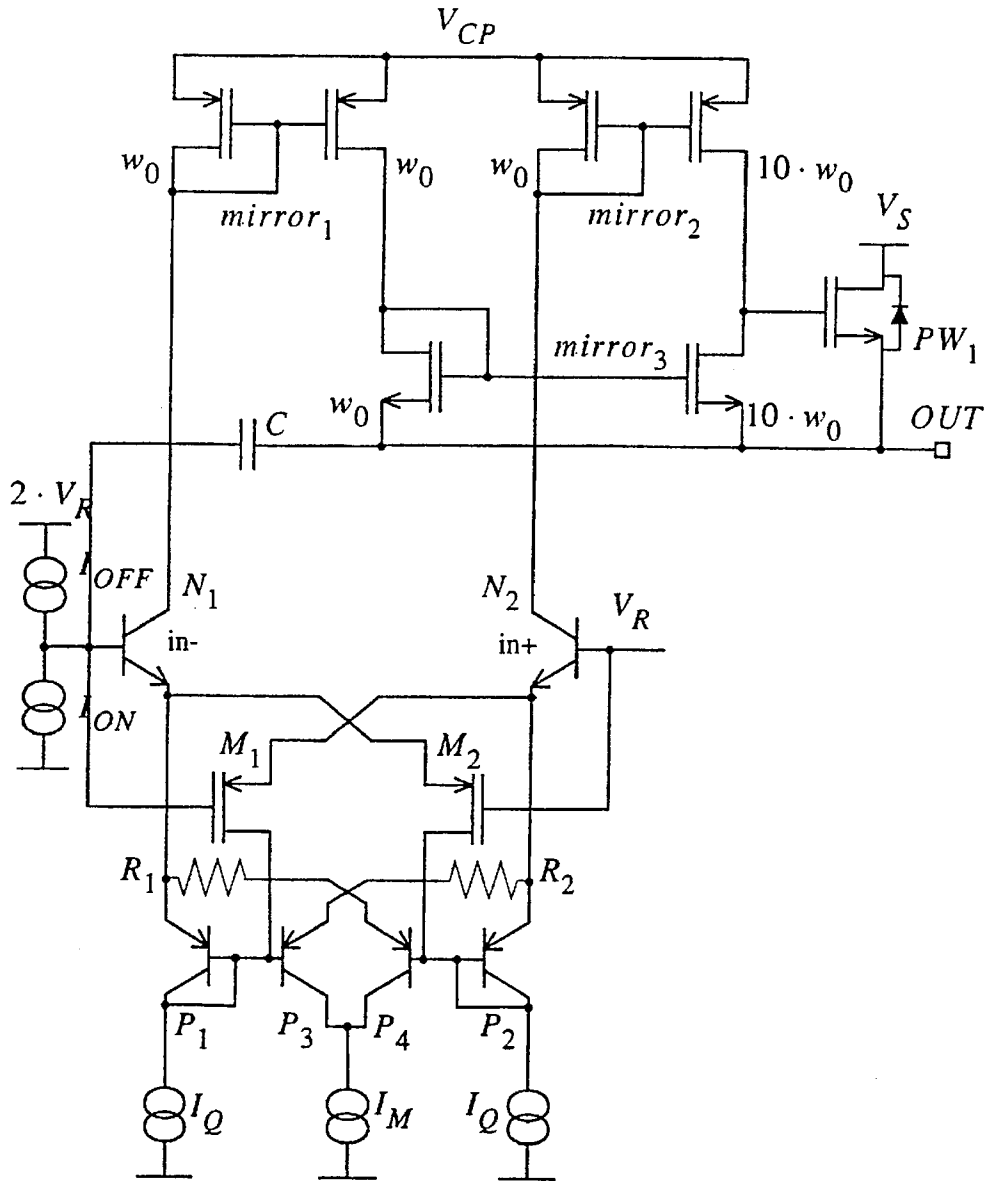 V_CP
w_0 w_0 w_0 10 · w_0
mirror_1 mirror_2
V_S
mirror_3 PW_1
w_0 10 · w_0 OUT
C
2 · V_R
I_OFF N_1 N_2 V_R
in- in+
I_ON
M_1 M_2
R_1 R_2
P_1 P_3 P_4 P_2
I_Q I_M I_Q